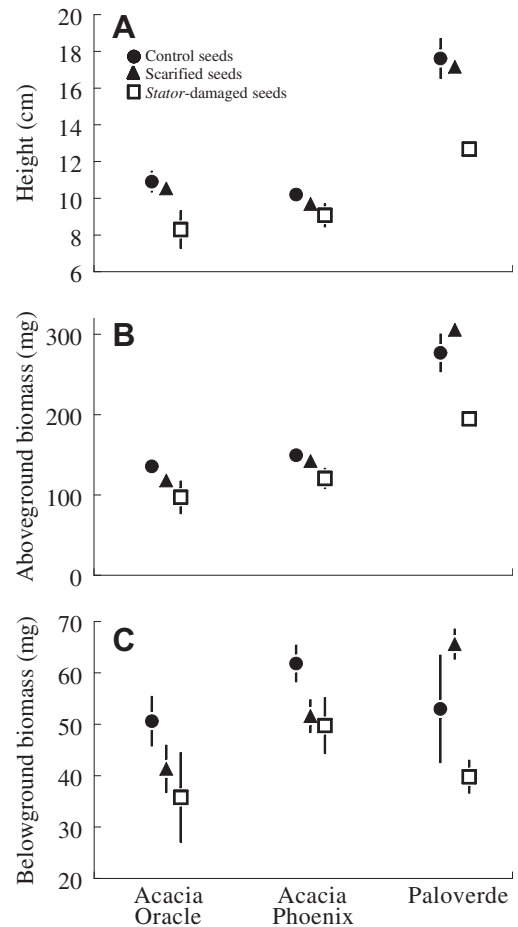 A
18
16
14
12
10
8
6
Height (cm)
Control seeds
Scarified seeds
Stator-damaged seeds
B
300
200
100
0
Aboveground biomass (mg)
C
70
60
50
40
30
20
Belowground biomass (mg)
Acacia
Oracle
Acacia
Phoenix
Paloverde